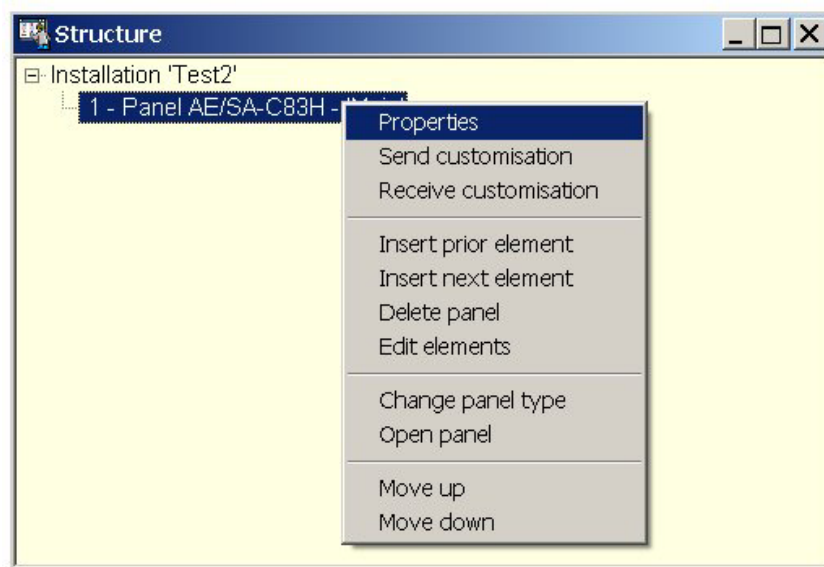 Structure
Installation 'Test2'
1 - Panel AE/SA-C83H -
Properties
Send customisation
Receive customisation
Insert prior element
Insert next element
Delete panel
Edit elements
Change panel type
Open panel
Move up
Move down